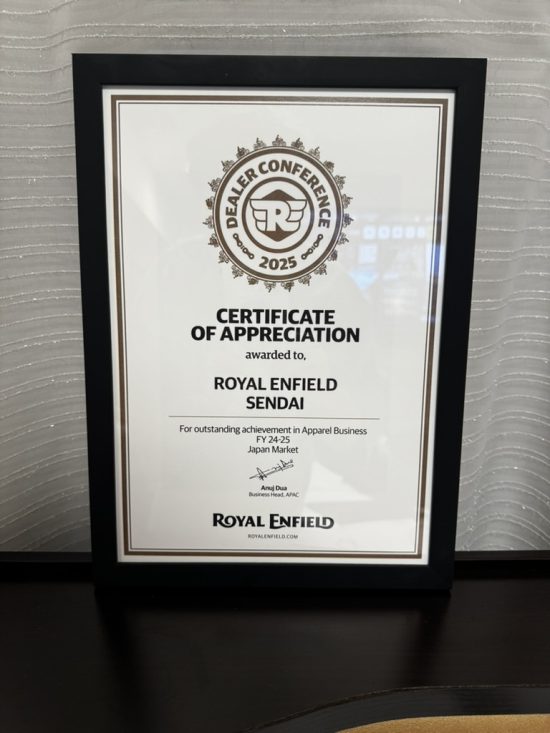 DEALER CONFERENCE
R
2025
CERTIFICATE
OF APPRECIATION
awarded to,
ROYAL ENFIELD
SENDAI
For outstanding achievement in Apparel Business
FY 24-25
Japan Market
Anuj Dua
Business Head, APAC
ROYAL ENFIELD
ROYALENFIELD.COM